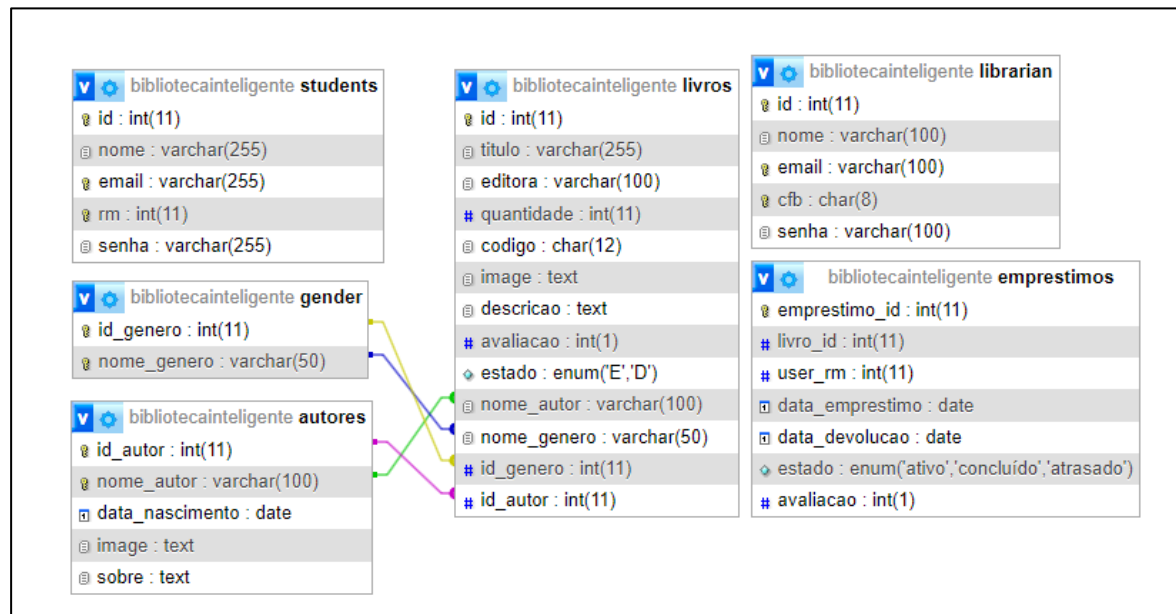 bibliotecainteligente students
id : int(11)
nome : varchar(255)
email : varchar(255)
rm : int(11)
senha : varchar(255)
bibliotecainteligente gender
id_genero : int(11)
nome_genero : varchar(50)
bibliotecainteligente autores
id_autor : int(11)
nome_autor : varchar(100)
data_nascimento : date
image : text
sobre : text
bibliotecainteligente livros
id : int(11)
titulo : varchar(255)
editora : varchar(100)
quantidade : int(11)
codigo : char(12)
image : text
descricao : text
avaliacao : int(1)
estado : enum('E','D')
nome_autor : varchar(100)
nome_genero : varchar(50)
id_genero : int(11)
id_autor : int(11)
bibliotecainteligente librarian
id : int(11)
nome : varchar(100)
email : varchar(100)
cfb : char(8)
senha : varchar(100)
bibliotecainteligente emprestimos
emprestimo_id : int(11)
livro_id : int(11)
user_rm : int(11)
data_emprestimo : date
data_devolucao : date
estado : enum('ativo','concluído','atrasado')
avaliacao : int(1)